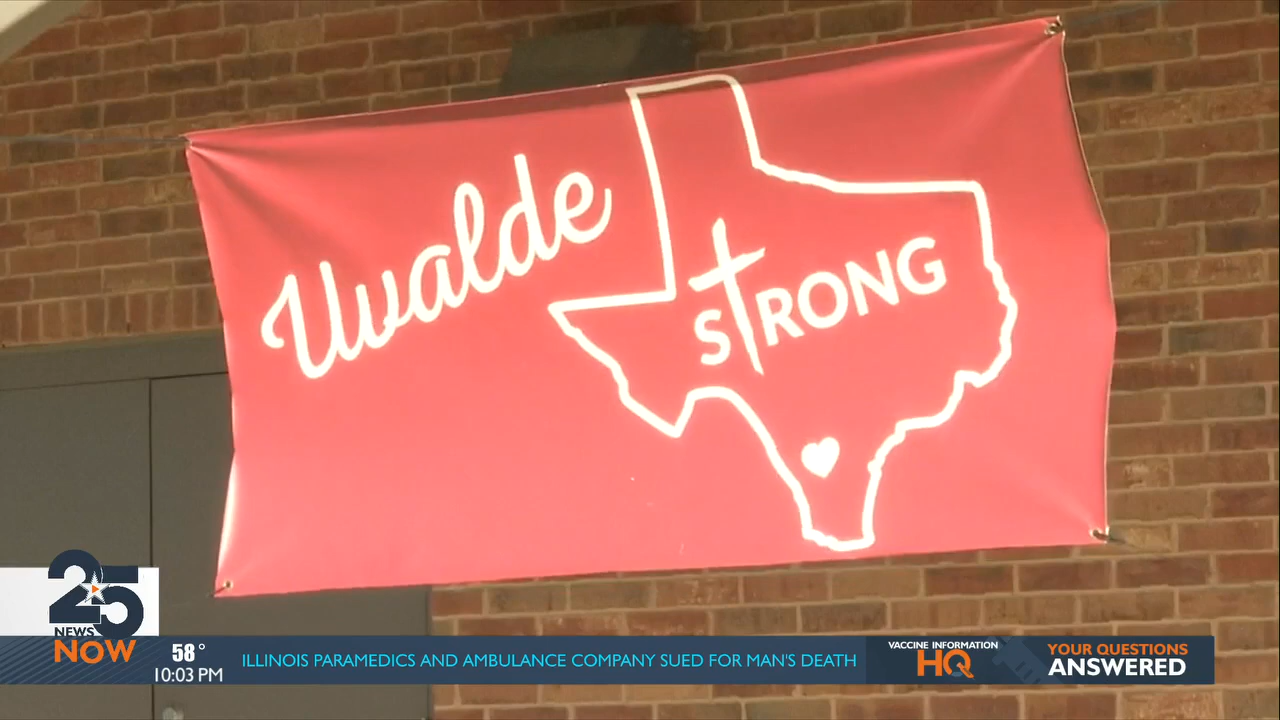 Uvalde
STRONG
25
NEWS
NOW
58°
10:03 PM
ILLINOIS PARAMEDICS AND AMBULANCE COMPANY SUED FOR MAN'S DEATH
VACCINE INFORMATION
HQ
YOUR QUESTIONS
ANSWERED